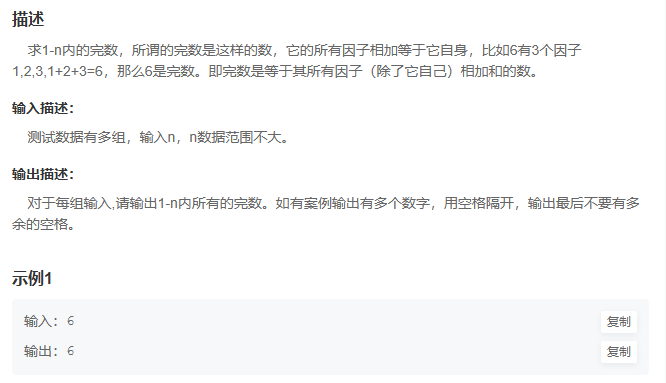 描述
求1-n内的完数，所谓的完数是这样的数，它的所有因子相加等于它自身，比如6有3个因子
1,2,3,1+2+3=6，那么6是完数。即完数是等于其所有因子（除了它自己）相加和的数。
输入描述：
测试数据有多组，输入n，n数据范围不大。
输出描述：
对于每组输入,请输出1-n内所有的完数。如有案例输出有多个数字，用空格隔开，输出最后不要有多
余的空格。
示例1
输入：6 复制
输出：6 复制